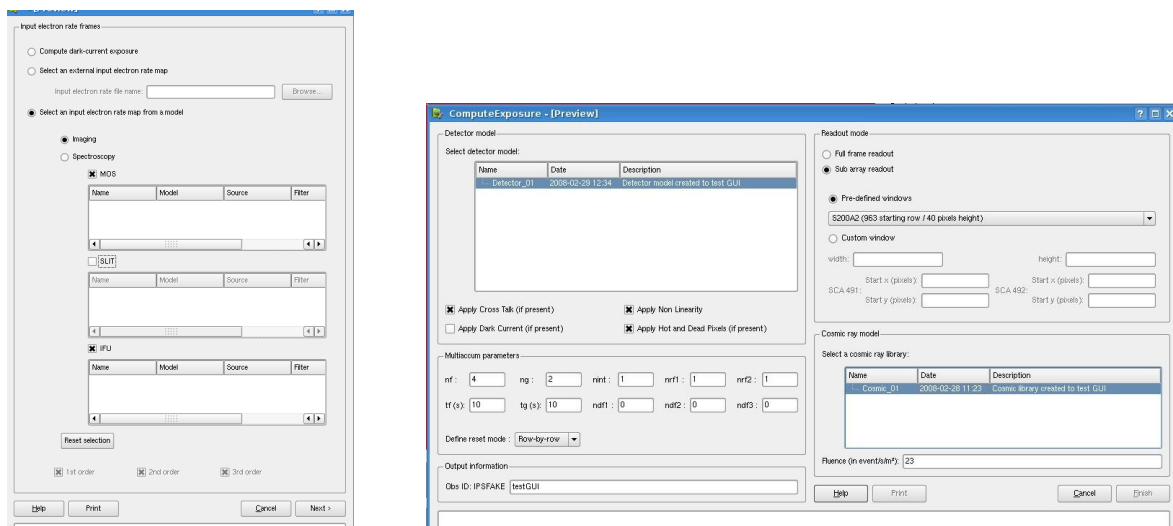 [Preview]
Input electron rate frames
Compute dark-current exposure
Select an external input electron rate map
Input electron rate file name: Browse...
Select an input electron rate map from a model
Imaging
Spectroscopy
MOS
Name Model Source Filter
SLIT
Name Model Source Filter
IFU
Name Model Source Filter
Reset selection
1st order 2nd order 3rd order
Help Print Cancel Next >
ComputeExposure - [Preview]
Detector model
Select detector model:
Name Date Description
Detector_01 2008-02-29 12:34 Detector model created to test GUI
Apply Cross Talk (if present) Apply Non Linearity
Apply Dark Current (if present) Apply Hot and Dead Pixels (if present)
Multiaccum parameters
nf : 4 ng : 2 nint : 1 nrf1 : 1 nrf2 : 1
tf (s): 10 tg (s): 10 ndf1 : 0 ndf2 : 0 ndf3 : 0
Define reset mode : Row-by-row
Output information
Obs ID: IPSFAKE testGUI
Readout mode
Full frame readout
Sub array readout
Pre-defined windows
S200A2 (963 starting row / 40 pixels height)
Custom window
width: height:
SCA 491: Start x (pixels): SCA 492: Start x (pixels):
Start y (pixels): Start y (pixels):
Cosmic ray model
Select a cosmic ray library:
Name Date Description
Cosmic_01 2008-02-28 11:23 Cosmic library created to test GUI
Fluence (in event/s/m²): 23
Help Print Cancel Finish